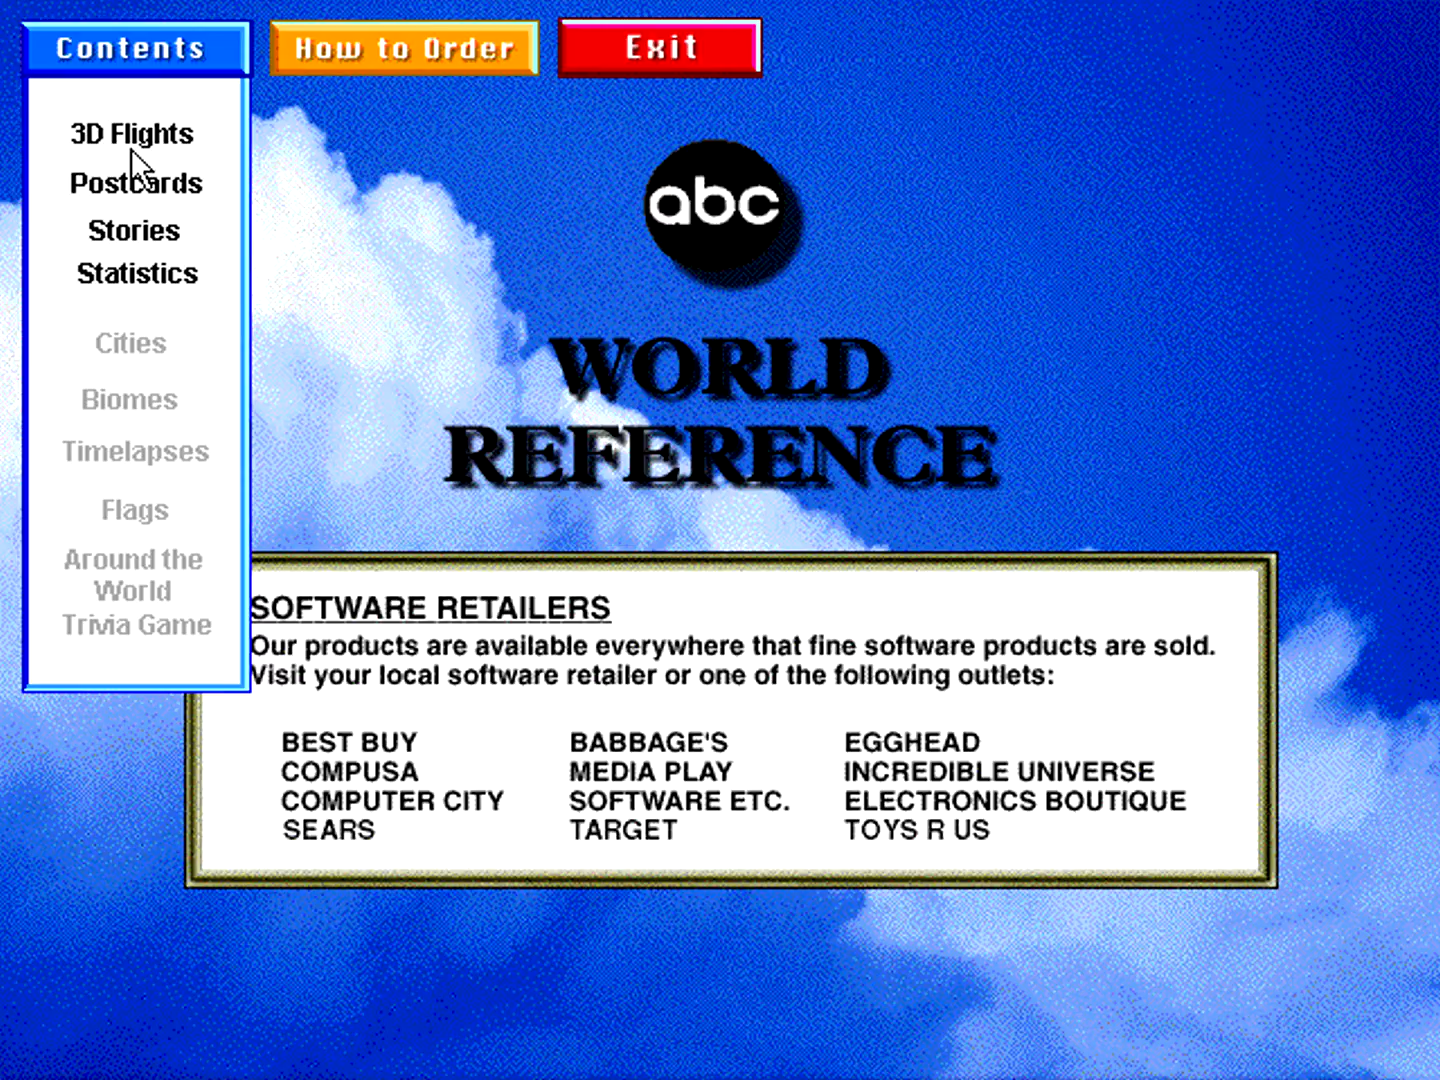 Contents
How to Order
Exit
3D Flights
Postcards
Stories
Statistics
Cities
Biomes
Timelapses
Flags
Around the
World
Trivia Game
abc
WORLD
REFERENCE
SOFTWARE RETAILERS
Our products are available everywhere that fine software products are sold.
Visit your local software retailer or one of the following outlets:
BEST BUY
COMPUSA
COMPUTER CITY
SEARS
BABBAGE'S
MEDIA PLAY
SOFTWARE ETC.
TARGET
EGGHEAD
INCREDIBLE UNIVERSE
ELECTRONICS BOUTIQUE
TOYS R US